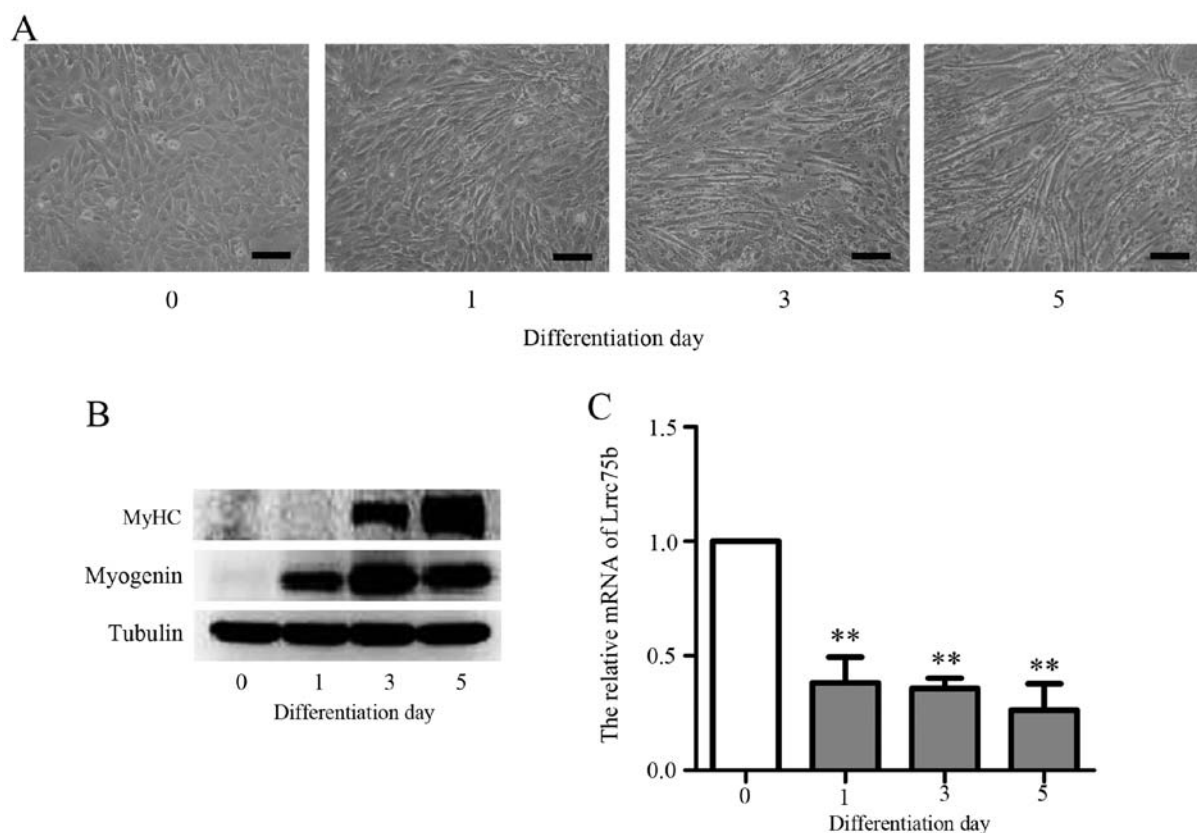 A
0 1 3 5
Differentiation day
B
MyHC
Myogenin
Tubulin
0 1 3 5
Differentiation day
C
The relative mRNA of Lrrc75b
1.5
1.0
0.5
0.0
** ** **
0 1 3 5
Differentiation day